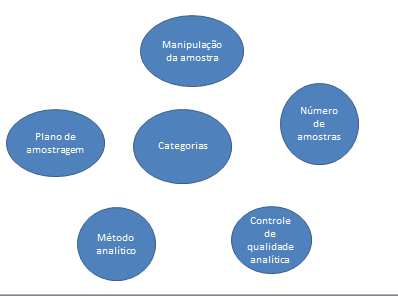 Manipulação
da amostra
Número
de
amostras
Plano de
amostragem
Categorias
Método
analítico
Controle
de
qualidade
analítica